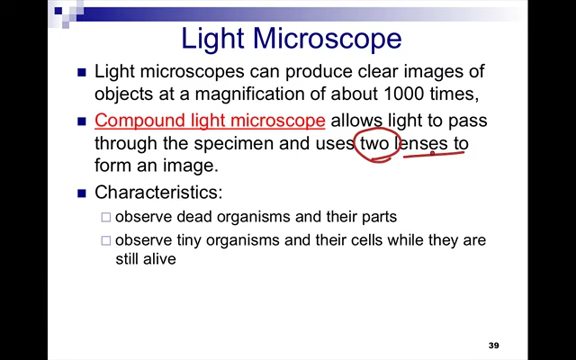 Light Microscope
Light microscopes can produce clear images of
objects at a magnification of about 1000 times,
Compound light microscope allows light to pass
through the specimen and uses two lenses to
form an image.
Characteristics:
observe dead organisms and their parts
observe tiny organisms and their cells while they are
still alive
39